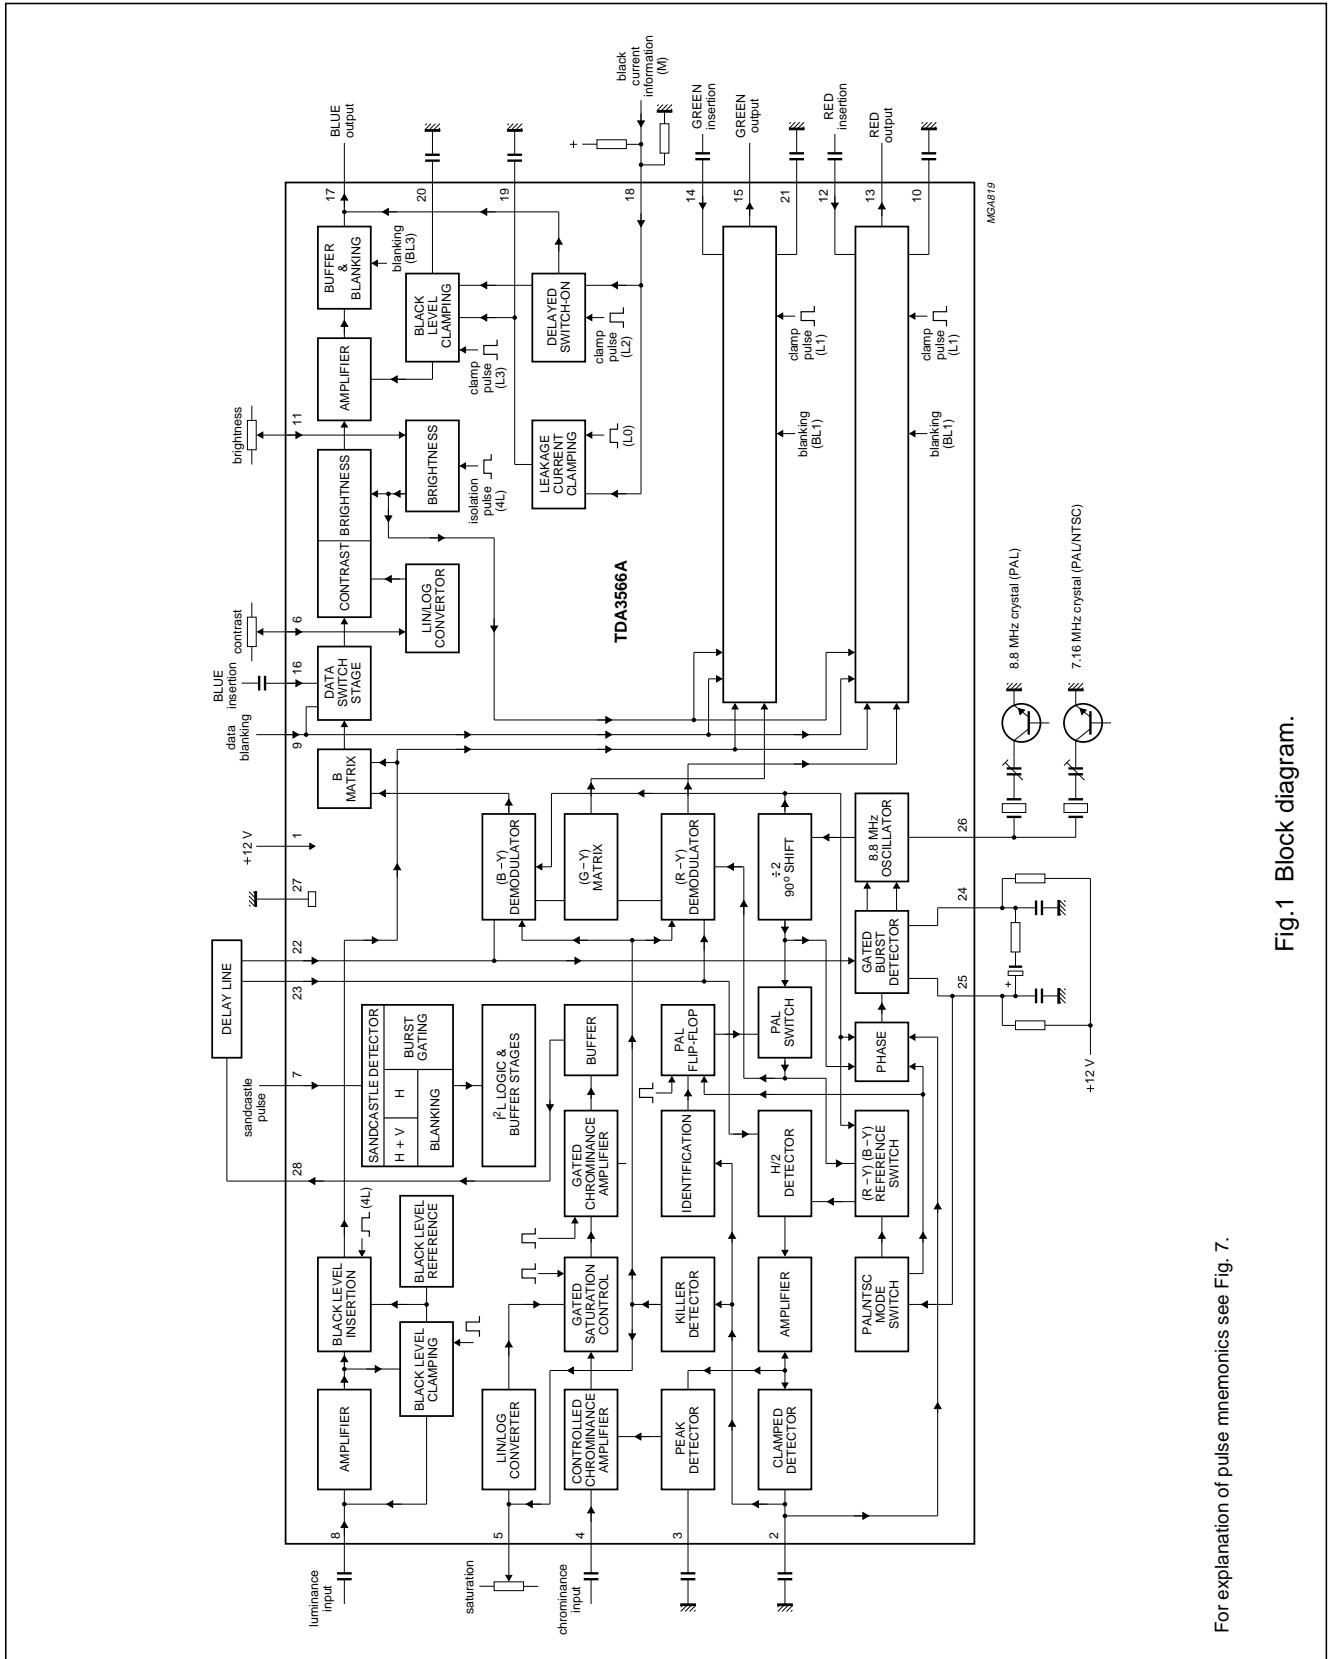 BLUE
output
BLACK
black
current
information
(M)
GREEN
insertion
GREEN
output
RED
insertion
RED
output
17
20
19
18
14
15
21
12
13
10
MGA819
BUFFER
&
BLANKING
blanking
(BL3)
BLACK
LEVEL
CLAMPING
DELAYED
SWITCH-ON
clamp
pulse
(L2)
clamp
pulse
(L3)
clamp
pulse
(L1)
clamp
pulse
(L1)
AMPLIFIER
brightness
11
BRIGHTNESS
isolation
pulse
(4L)
LEAKAGE
CURRENT
CLAMPING
(L0)
blanking
(BL1)
blanking
(BL1)
CONTRAST
BRIGHTNESS
LIN/LOG
CONVERTOR
TDA3566A
contrast
6
BLUE
insertion
16
DATA
SWITCH
STAGE
data
blanking
9
B
MATRIX
+12 V
1
27
(B – Y)
DEMODULATOR
(G – Y)
MATRIX
(R – Y)
DEMODULATOR
÷2
90° SHIFT
8.8 MHz
OSCILLATOR
26
8.8 MHz crystal (PAL)
7.16 MHz crystal (PAL/NTSC)
DELAY LINE
22
23
GATED
BURST
DETECTOR
24
25
+
+
+12 V
sandcastle
pulse
7
SANDCASTLE DETECTOR
H + V
H
BURST
GATING
BLANKING
I²L LOGIC &
BUFFER STAGES
BUFFER
PAL
FLIP-FLOP
PAL
SWITCH
PHASE
28
GATED
CHROMINANCE
AMPLIFIER
IDENTIFICATION
H/2
DETECTOR
(R – Y) (B – Y)
REFERENCE
SWITCH
(4L)
BLACK LEVEL
INSERTION
BLACK LEVEL
REFERENCE
BLACK LEVEL
CLAMPING
GATED
SATURATION
CONTROL
KILLER
DETECTOR
AMPLIFIER
PAL/NTSC
MODE
SWITCH
AMPLIFIER
LIN/LOG
CONVERTER
CONTROLLED
CHROMINANCE
AMPLIFIER
PEAK
DETECTOR
CLAMPED
DETECTOR
8
5
4
3
2
luminance
input
saturation
chrominance
input
For explanation of pulse mnemonics see Fig. 7.
Fig.1 Block diagram.